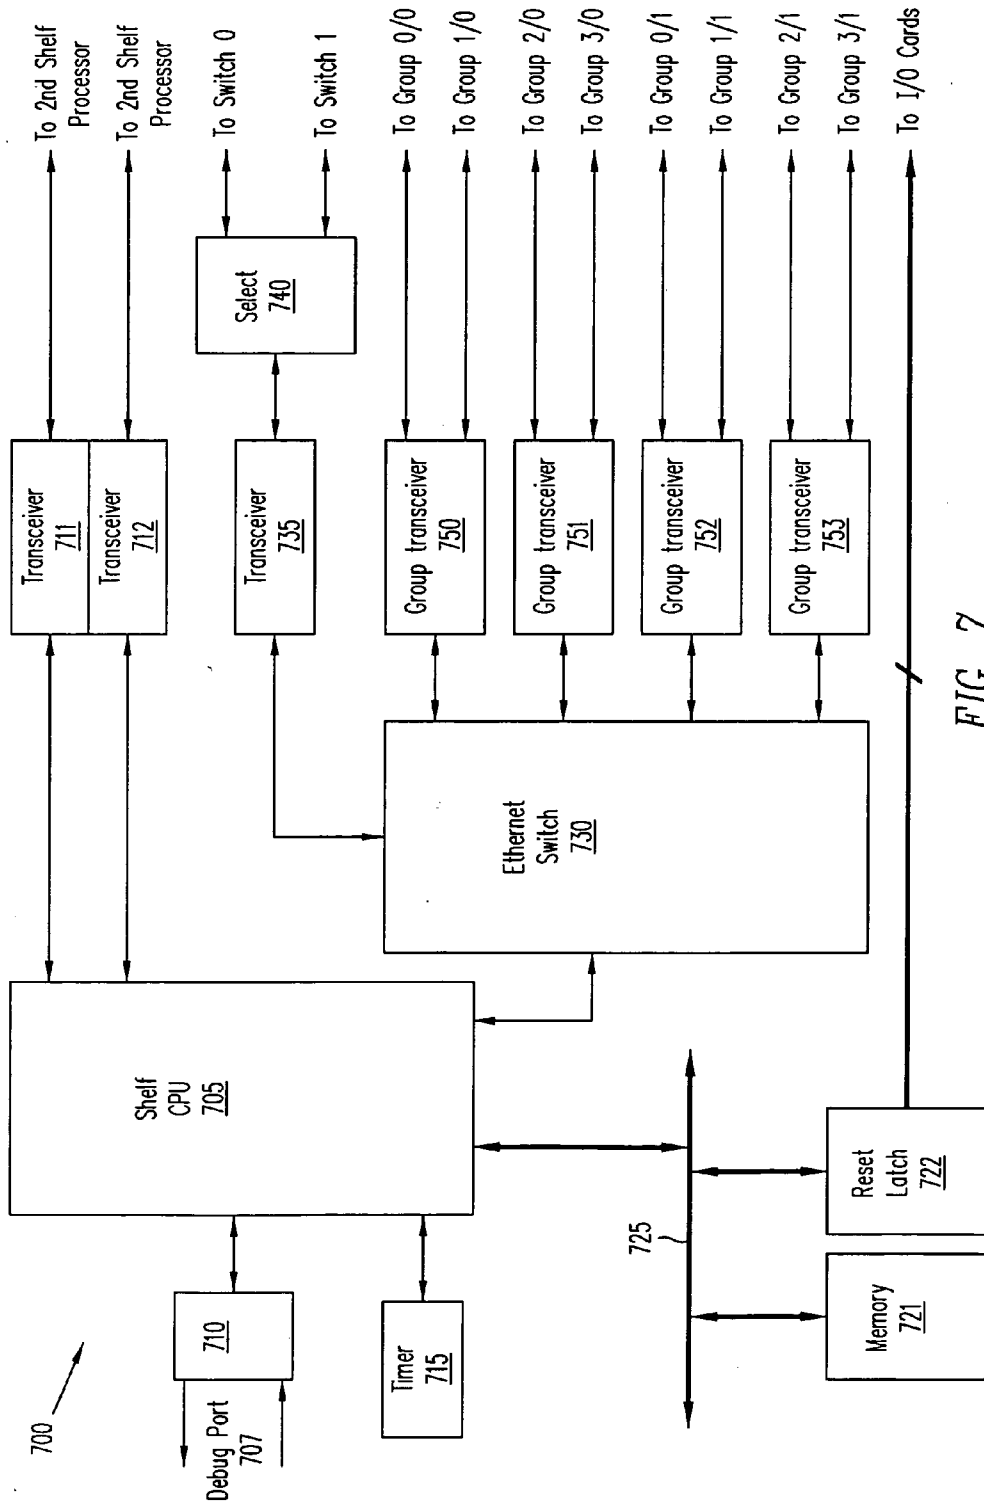 700
Debug Port
707
710
Timer
715
Shelf
CPU
705
725
Memory
721
Reset
Latch
722
Ethernet
Switch
730
Transceiver
711
Transceiver
712
Transceiver
735
Group transceiver
750
Group transceiver
751
Group transceiver
752
Group transceiver
753
Select
740
To 2nd Shelf
Processor
To 2nd Shelf
Processor
To Switch 0
To Switch 1
To Group 0/0
To Group 1/0
To Group 2/0
To Group 3/0
To Group 0/1
To Group 1/1
To Group 2/1
To Group 3/1
To I/O Cards
FIG. 7